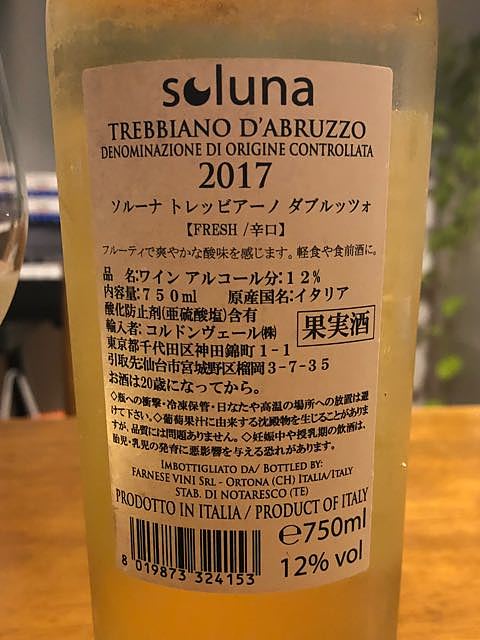 soluna
TREBBIANO D'ABRUZZO
DENOMINAZIONE DI ORIGINE CONTROLLATA
2017
ソルーナ トレッビアーノ ダブルッツォ
【FRESH /辛口】
フルーティで爽やかな酸味を感じます。軽食や食前酒に。
品 名:ワイン アルコール分:12%
内容量:750ml 原産国名:イタリア
酸化防止剤(亜硫酸塩)含有
輸入者:コルドンヴェール㈱
果実酒
東京都千代田区神田錦町1-1
引取先:仙台市宮城野区榴岡3-7-35
お酒は20歳になってから。
◇瓶への衝撃・冷凍保管・日なたや高温の場所への放置は避
けて下さい。◇葡萄果汁に由来する沈殿物を生じることがありま
すが、品質には問題ありません。◇妊娠中や授乳期の飲酒は、
胎児・乳児の発育に悪影響を与える恐れがあります。
IMBOTTIGLIATO DA/ BOTTLED BY:
FARNESE VINI SRL - ORTONA (CH) ITALIA/ITALY
STAB. DI NOTARESCO (TE)
PRODOTTO IN ITALIA / PRODUCT OF ITALY
℮750ml
12% vol
8 019873 324153